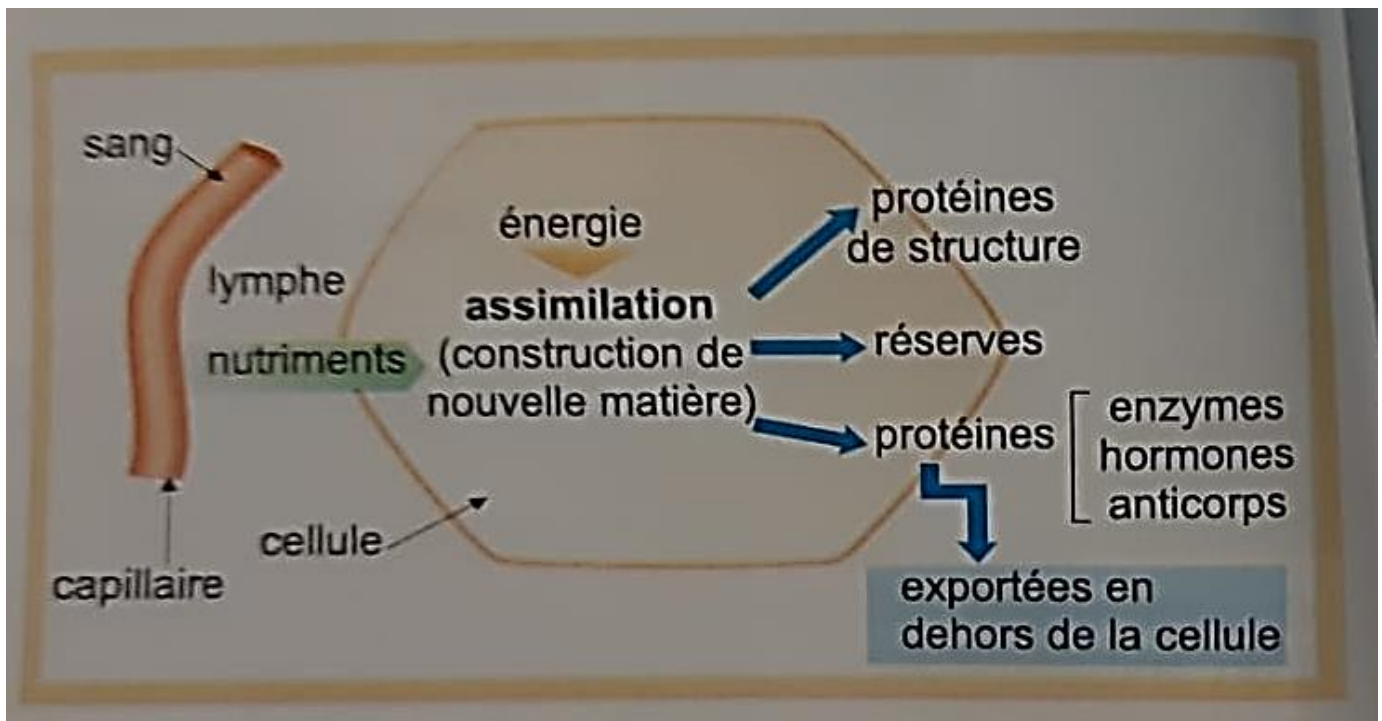 sang
lymphe
nutriments
capillaire
cellule
énergie
assimilation
(construction de
nouvelle matière)
protéines
de structure
réserves
protéines
enzymes
hormones
anticorps
exportées en
dehors de la cellule